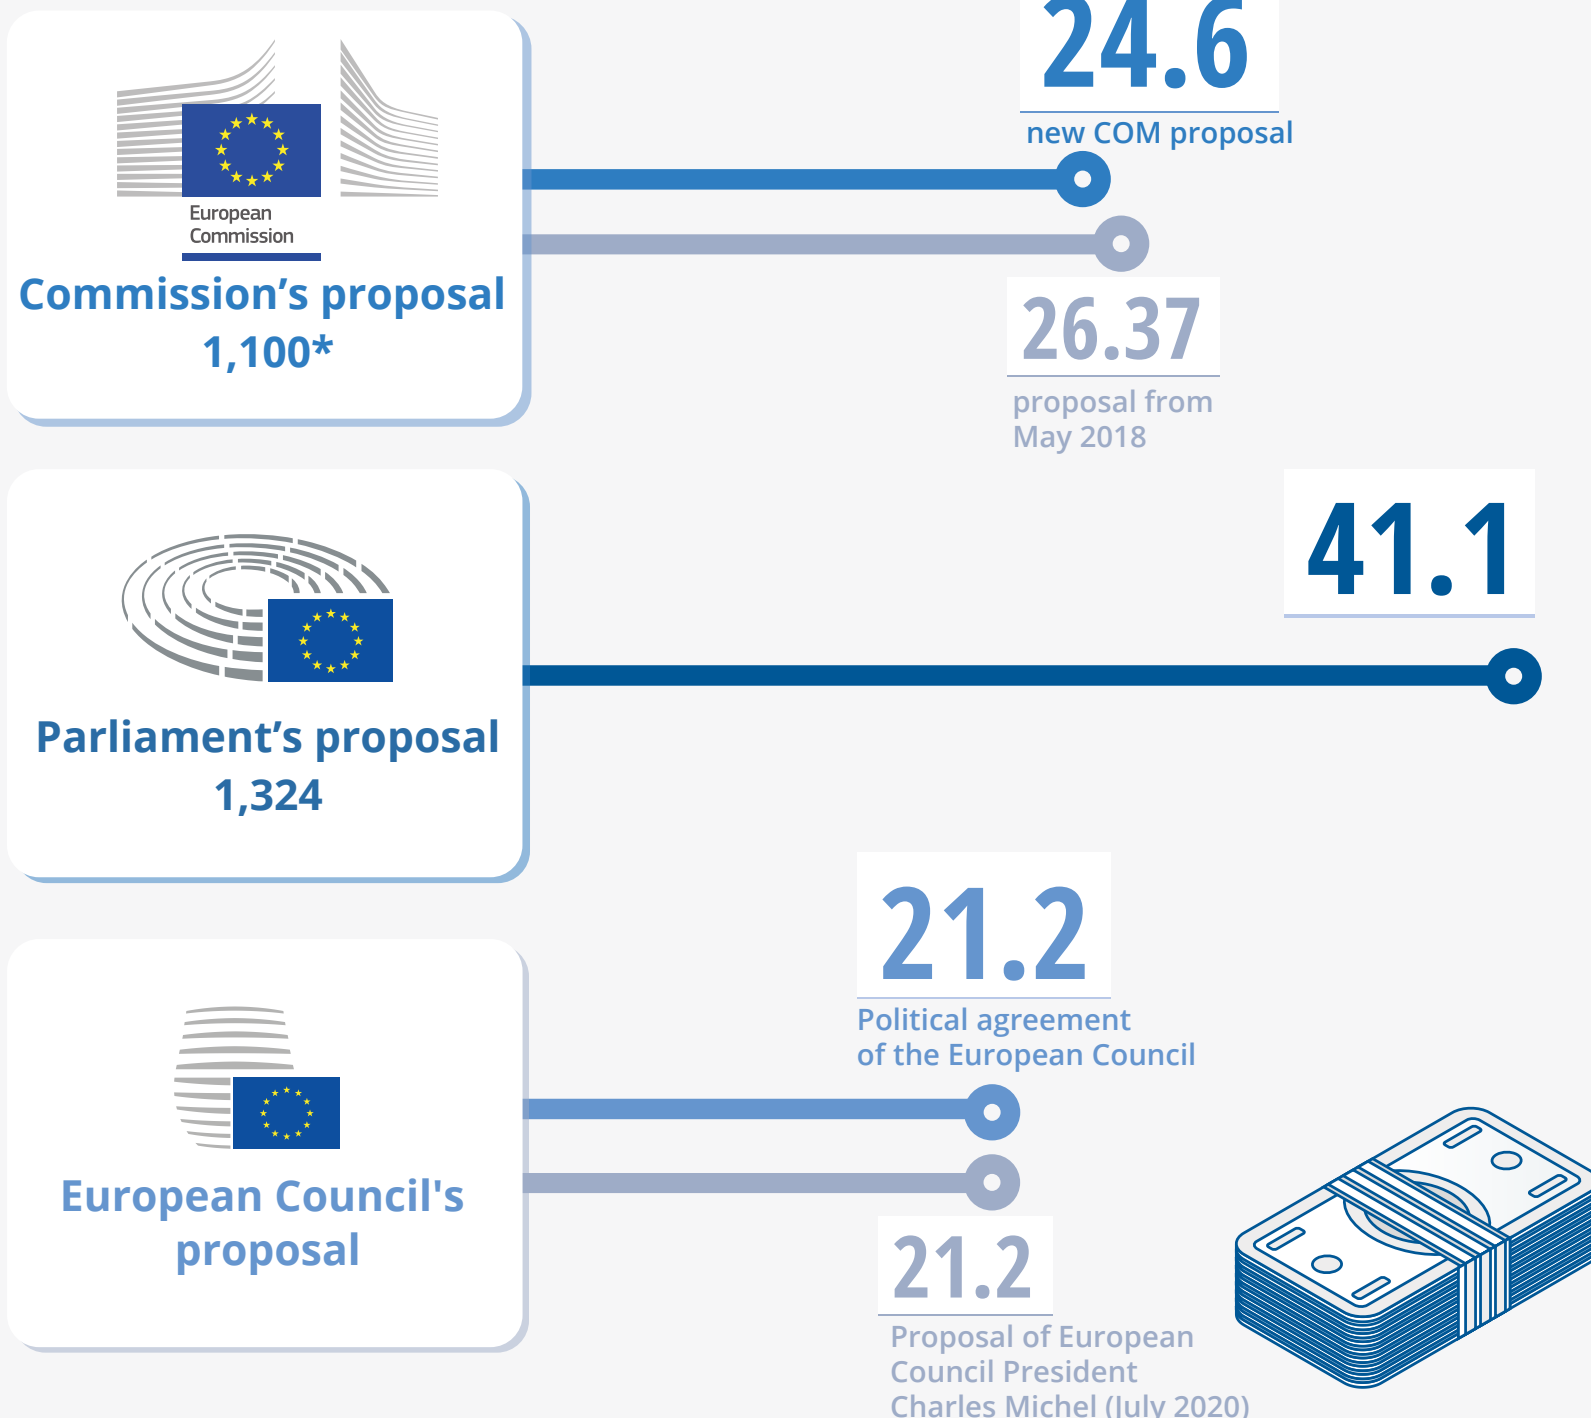 24.6
new COM proposal
European
Commission
Commission’s proposal
1,100*
26.37
proposal from
May 2018
41.1
Parliament’s proposal
1,324
21.2
Political agreement
of the European Council
European Council's
proposal
21.2
Proposal of European
Council President
Charles Michel (July 2020)